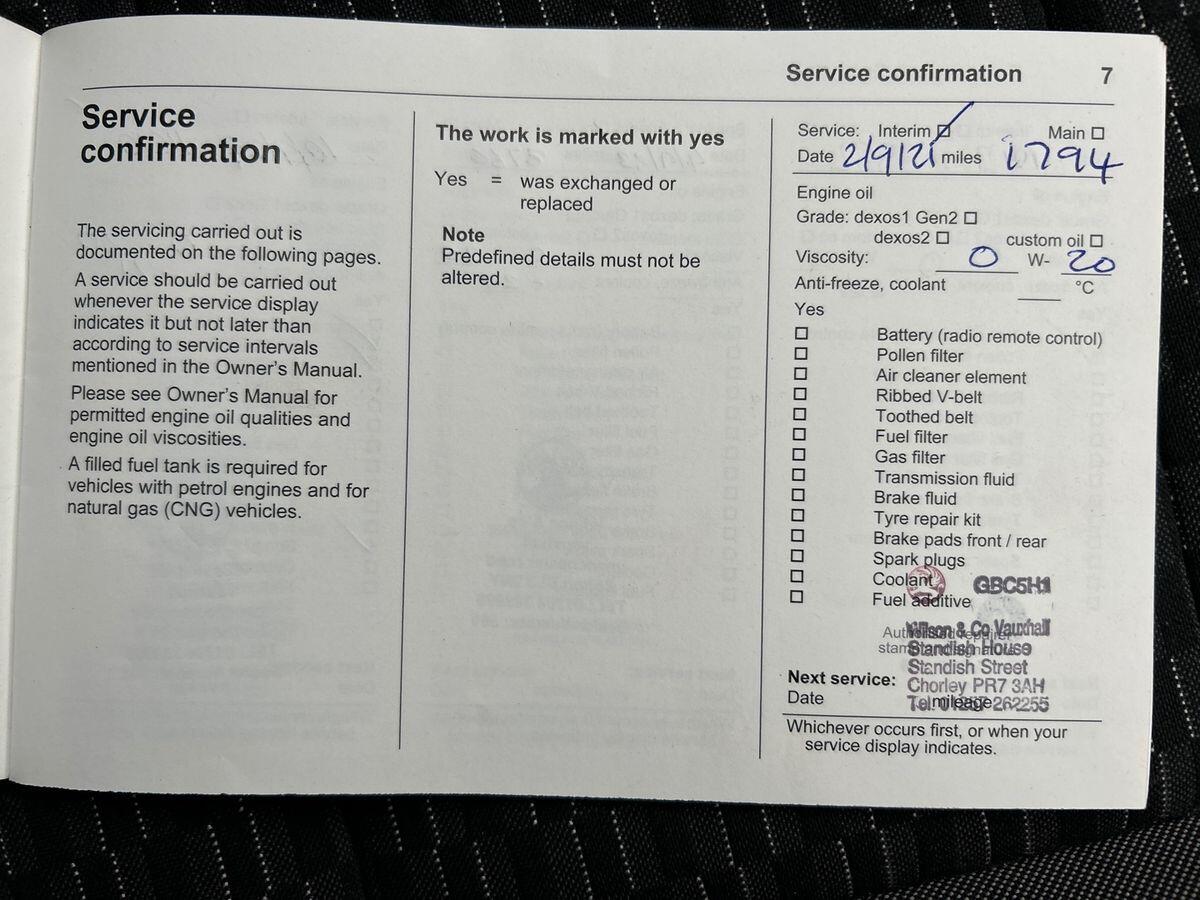 Service confirmation 7
Service
confirmation
The servicing carried out is
documented on the following pages.
A service should be carried out
whenever the service display
indicates it but not later than
according to service intervals
mentioned in the Owner's Manual.
Please see Owner's Manual for
permitted engine oil qualities and
engine oil viscosities.
A filled fuel tank is required for
vehicles with petrol engines and for
natural gas (CNG) vehicles.
The work is marked with yes
Yes = was exchanged or
replaced
Note
Predefined details must not be
altered.
Service: Interim Main
Date 2/9/21 miles 1794
Engine oil
Grade: dexos1 Gen2
dexos2 custom oil
Viscosity: 0 W- 20
Anti-freeze, coolant °C
Yes
Battery (radio remote control)
Pollen filter
Air cleaner element
Ribbed V-belt
Toothed belt
Fuel filter
Gas filter
Transmission fluid
Brake fluid
Tyre repair kit
Brake pads front / rear
Spark plugs
Coolant GBC5H1
Fuel additive
Wilson & Co Vauxhall
Standish House
Standish Street
Next service: Chorley PR7 3AH
Date mileage Tel: 01257 262255
Whichever occurs first, or when your
service display indicates.